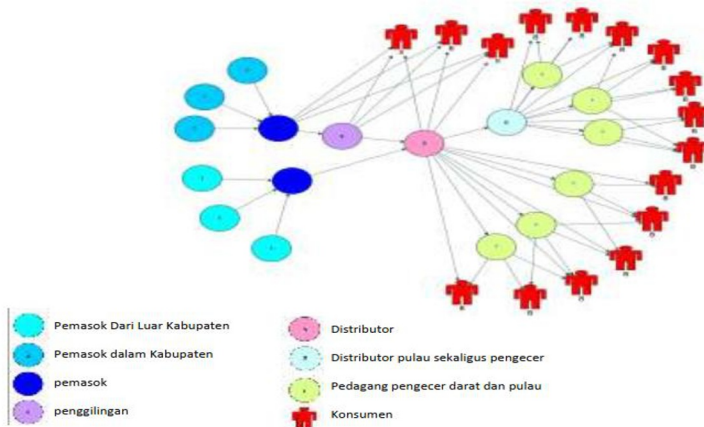 Pemasok Dari Luar Kabupaten
Pemasok dalam Kabupaten
pemasok
penggilingan
Distributor
Distributor pulau sekaligus pengecer
Pedagang pengecer darat dan pulau
Konsumen